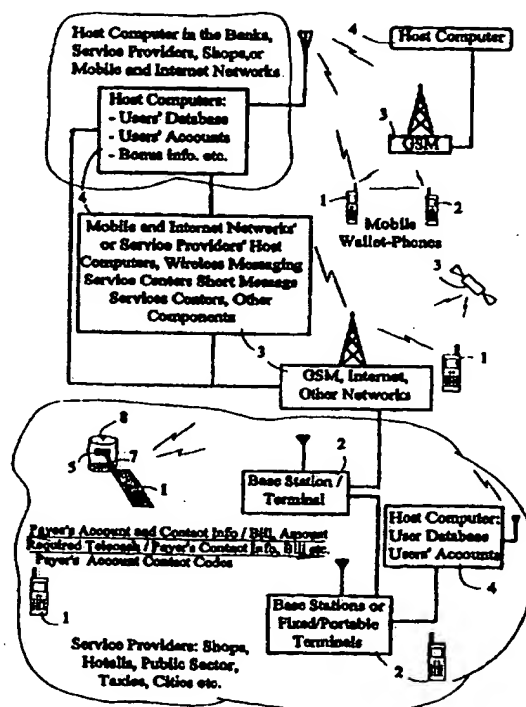 Host Computer in the Banks,
Service Providers, Shops, or
Mobile and Internet Networks
Host Computers:
- Users' Database
- Users' Accounts
- Bonus Info. etc.
4
4
Host Computer
3
GSM
1
2
Mobile
Wallet-Phones
3
Mobile and Internet Networks'
or Service Providers' Host
Computers, Wireless Messaging
Service Centers Short Message
Services Centers, Other
Components
3
1
GSM, Internet,
Other Networks
8
5
7
1
2
Base Station /
Terminal
Host Computer:
User Database
Users' Accounts
4
Payer's Account and Contact Info / Bill, Amount
Required Telecash / Payer's Contact Info, Bill etc.
Payer's Account Contact Codes
1
Base Stations or
Fixed/Portable
Terminals
2
Service Providers: Shops,
Hotells, Public Sector,
Taxies, Cities etc.